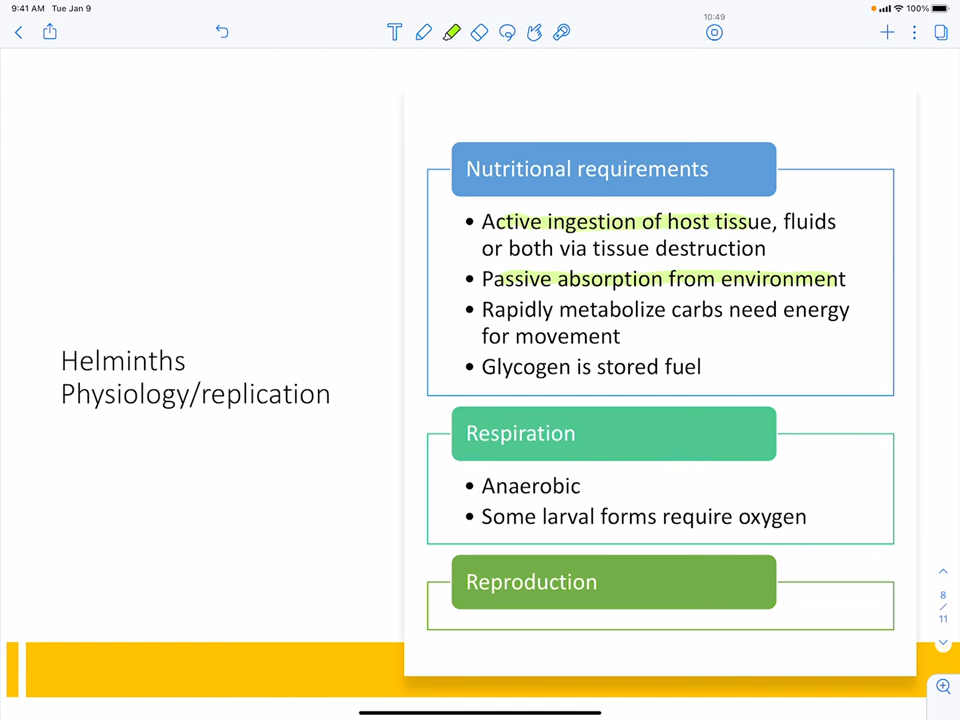 9:41 AM Tue Jan 9
100%
10:49
T
Helminths
Physiology/replication
Nutritional requirements
• Active ingestion of host tissue, fluids
or both via tissue destruction
• Passive absorption from environment
• Rapidly metabolize carbs need energy
for movement
• Glycogen is stored fuel
Respiration
• Anaerobic
• Some larval forms require oxygen
Reproduction
8
/
11